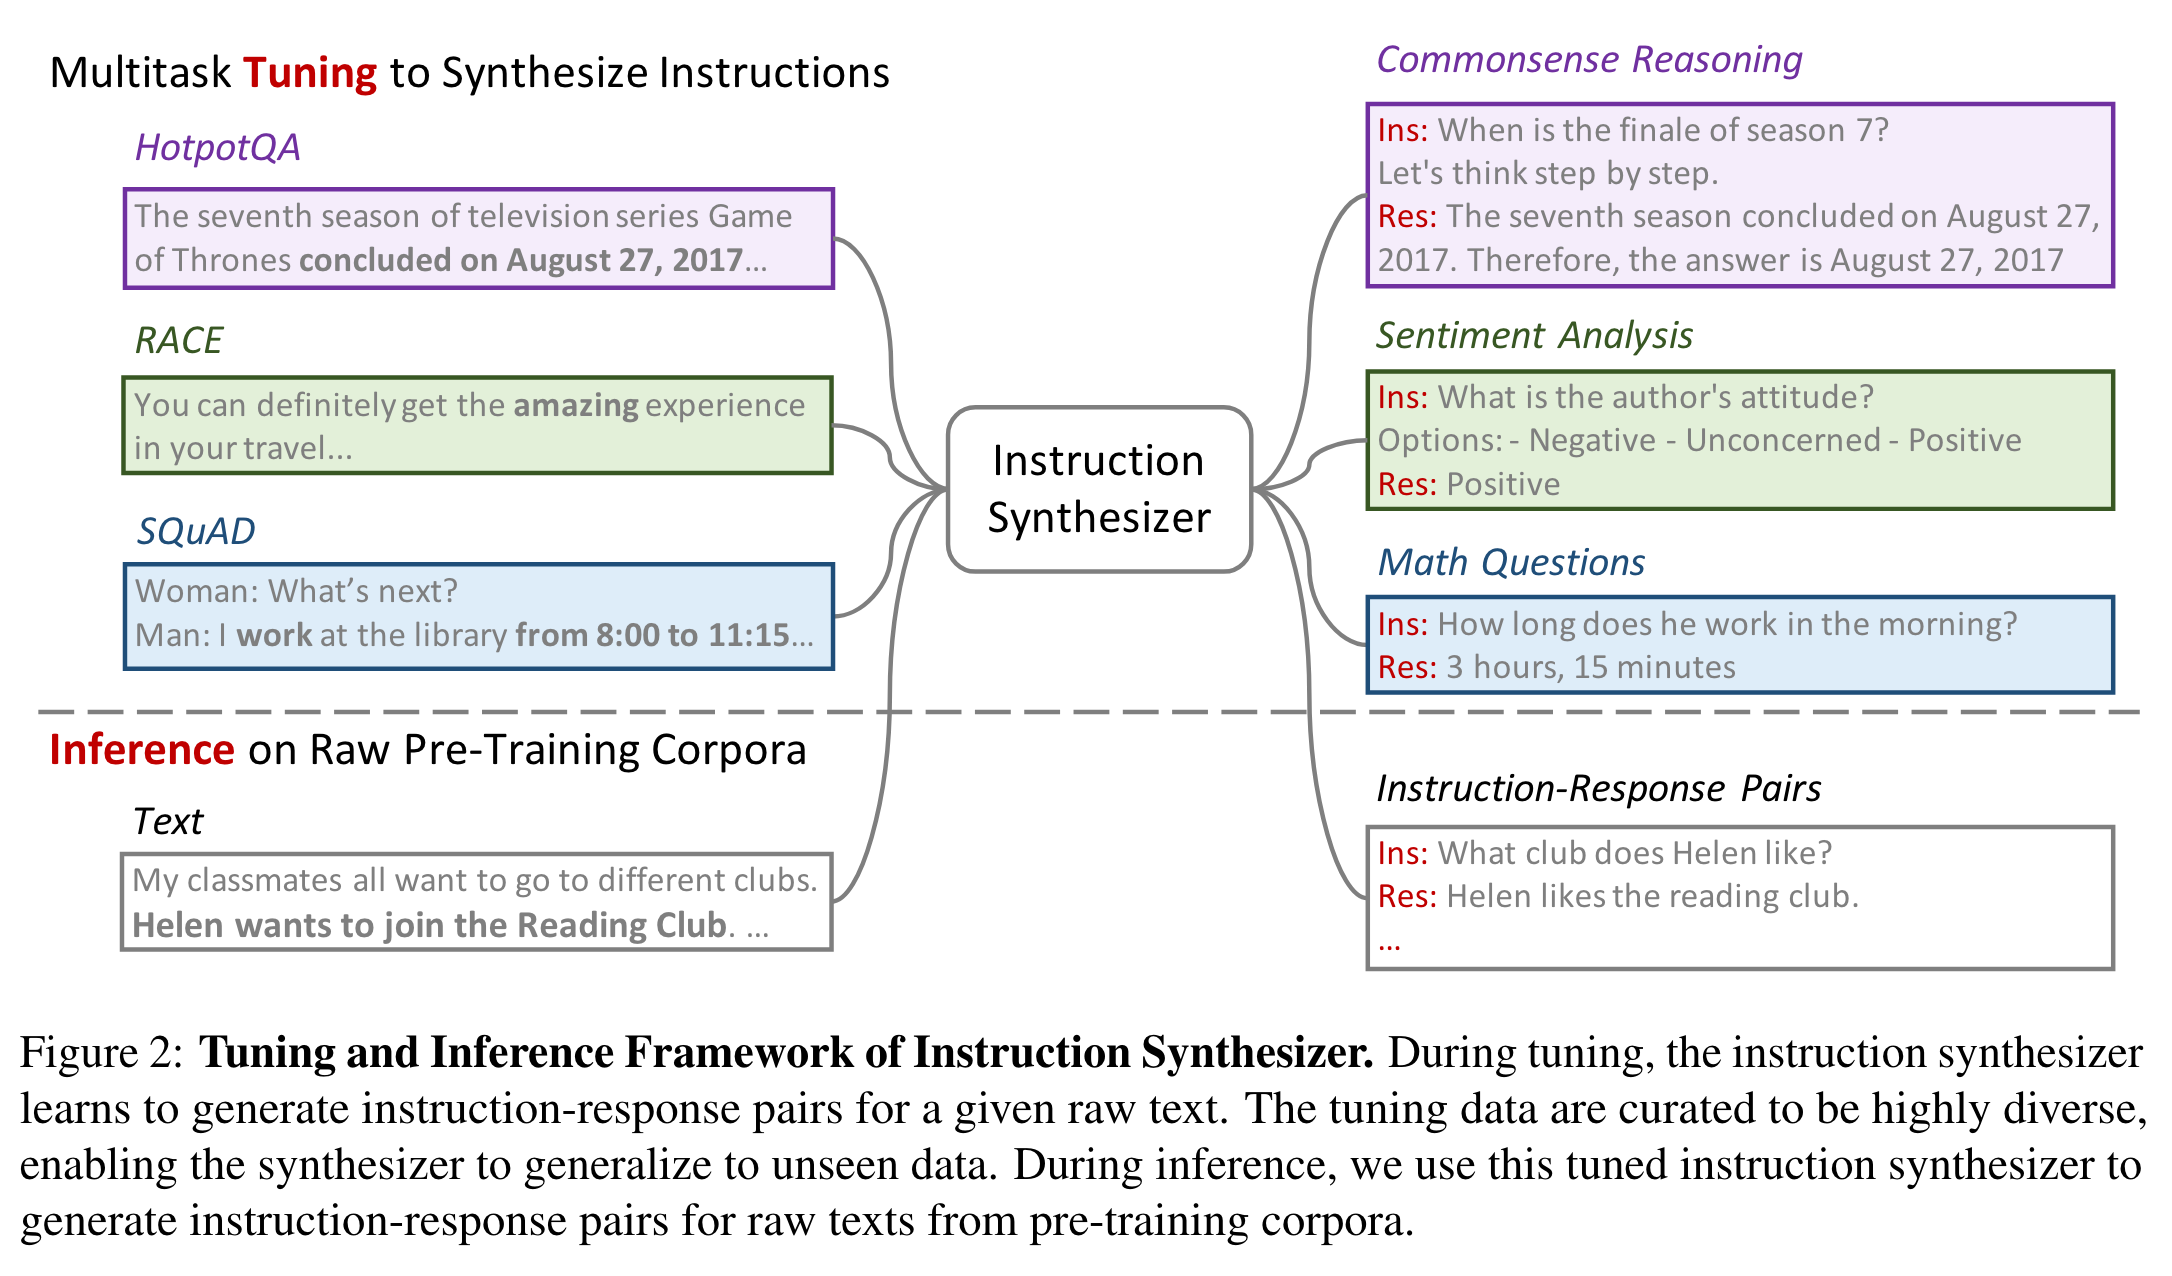 Multitask Tuning to Synthesize Instructions
HotpotQA
The seventh season of television series Game
of Thrones concluded on August 27, 2017...
RACE
You can definitely get the amazing experience
in your travel...
SQuAD
Woman: What’s next?
Man: I work at the library from 8:00 to 11:15...
Instruction
Synthesizer
Commonsense Reasoning
Ins: When is the finale of season 7?
Let's think step by step.
Res: The seventh season concluded on August 27,
2017. Therefore, the answer is August 27, 2017
Sentiment Analysis
Ins: What is the author's attitude?
Options: - Negative - Unconcerned - Positive
Res: Positive
Math Questions
Ins: How long does he work in the morning?
Res: 3 hours, 15 minutes
Inference on Raw Pre-Training Corpora
Text
My classmates all want to go to different clubs.
Helen wants to join the Reading Club. ...
Instruction-Response Pairs
Ins: What club does Helen like?
Res: Helen likes the reading club.
...
Figure 2: Tuning and Inference Framework of Instruction Synthesizer. During tuning, the instruction synthesizer
learns to generate instruction-response pairs for a given raw text. The tuning data are curated to be highly diverse,
enabling the synthesizer to generalize to unseen data. During inference, we use this tuned instruction synthesizer to
generate instruction-response pairs for raw texts from pre-training corpora.